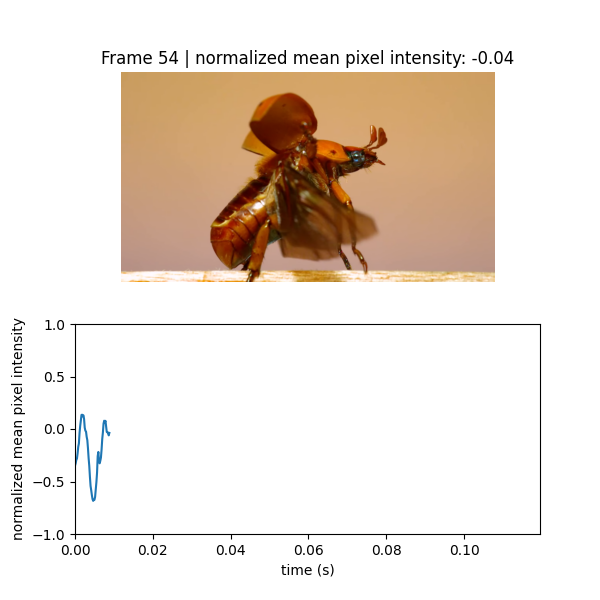 Frame 54 | normalized mean pixel intensity: -0.04
normalized mean pixel intensity
1.0
0.5
0.0
−0.5
−1.0
0.00 0.02 0.04 0.06 0.08 0.10
time (s)